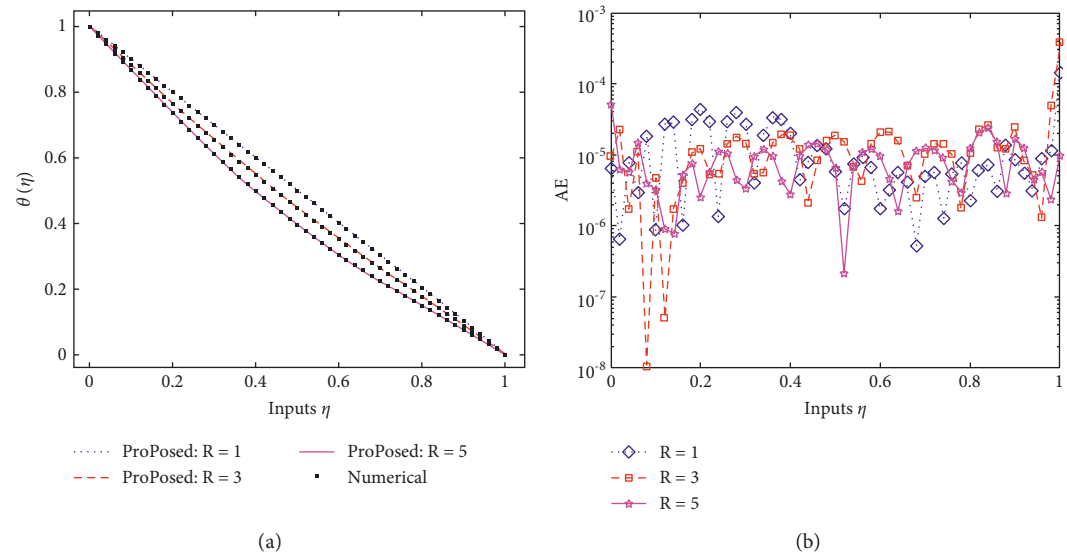 1
0.8
0.6
0.4
0.2
0
θ (η)
0 0.2 0.4 0.6 0.8 1
Inputs η
ProPosed: R = 1
ProPosed: R = 3
ProPosed: R = 5
Numerical
(a)
10-3
10-4
10-5
10-6
10-7
10-8
AE
0 0.2 0.4 0.6 0.8 1
Inputs η
R = 1
R = 3
R = 5
(b)